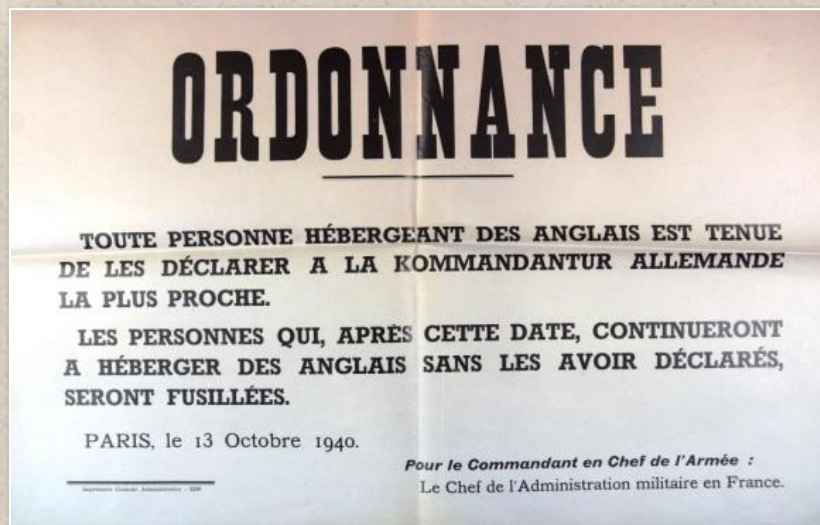 ORDONNANCE
TOUTE PERSONNE HÉBERGEANT DES ANGLAIS EST TENUE
DE LES DÉCLARER A LA KOMMANDANTUR ALLEMANDE
LA PLUS PROCHE.
LES PERSONNES QUI, APRÈS CETTE DATE, CONTINUERONT
A HÉBERGER DES ANGLAIS SANS LES AVOIR DÉCLARÉS,
SERONT FUSILLÉES.
PARIS, le 13 Octobre 1940.
Pour le Commandant en Chef de l'Armée :
Le Chef de l'Administration militaire en France.